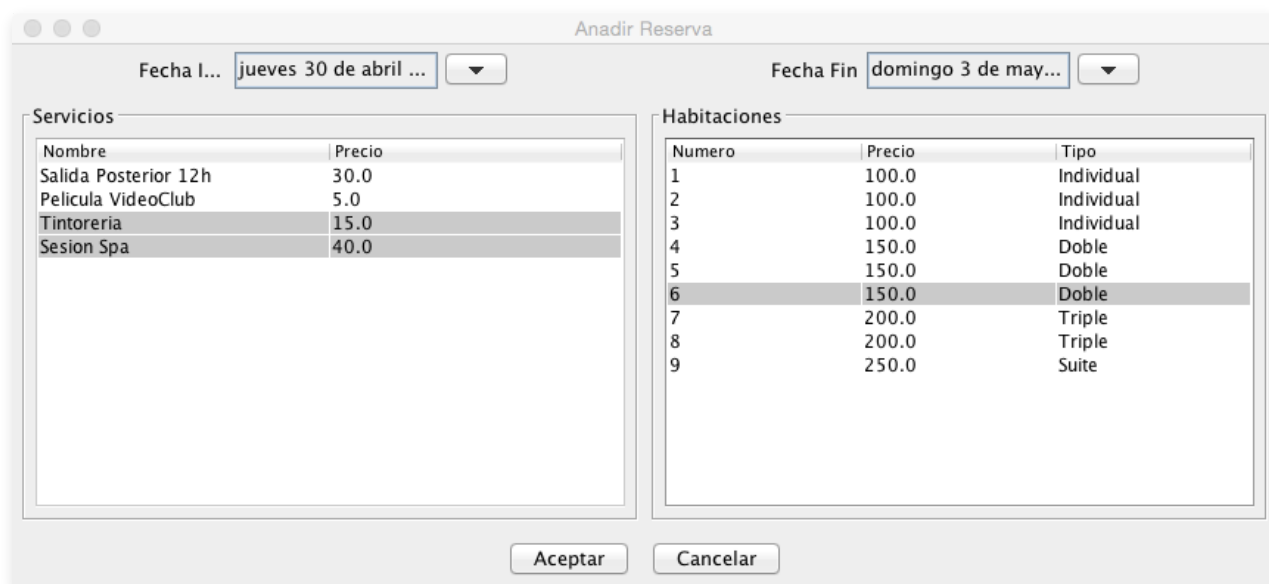 Anadir Reserva
Fecha I... jueves 30 de abril ... Fecha Fin domingo 3 de may...
Servicios
Nombre Precio
Salida Posterior 12h 30.0
Pelicula VideoClub 5.0
Tintoreria 15.0
Sesion Spa 40.0
Habitaciones
Numero Precio Tipo
1 100.0 Individual
2 100.0 Individual
3 100.0 Individual
4 150.0 Doble
5 150.0 Doble
6 150.0 Doble
7 200.0 Triple
8 200.0 Triple
9 250.0 Suite
Aceptar Cancelar